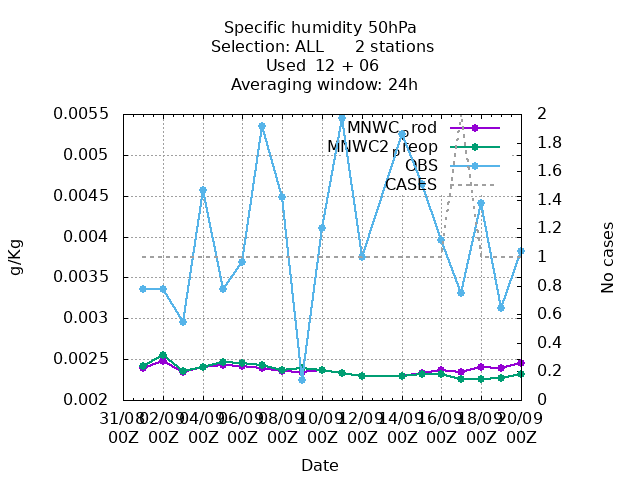 Specific humidity 50hPa
Selection: ALL 2 stations
Used 12 + 06
Averaging window: 24h
g/Kg
0.0055
0.005
0.0045
0.004
0.0035
0.003
0.0025
0.002
MNWC_prod
MNWC2_preop
OBS
CASES
2
1.8
1.6
1.4
1.2
1
0.8
0.6
0.4
0.2
0
No cases
31/08 02/09 04/09 06/09 08/09 10/09 12/09 14/09 16/09 18/09 20/09
00Z 00Z 00Z 00Z 00Z 00Z 00Z 00Z 00Z 00Z 00Z
Date